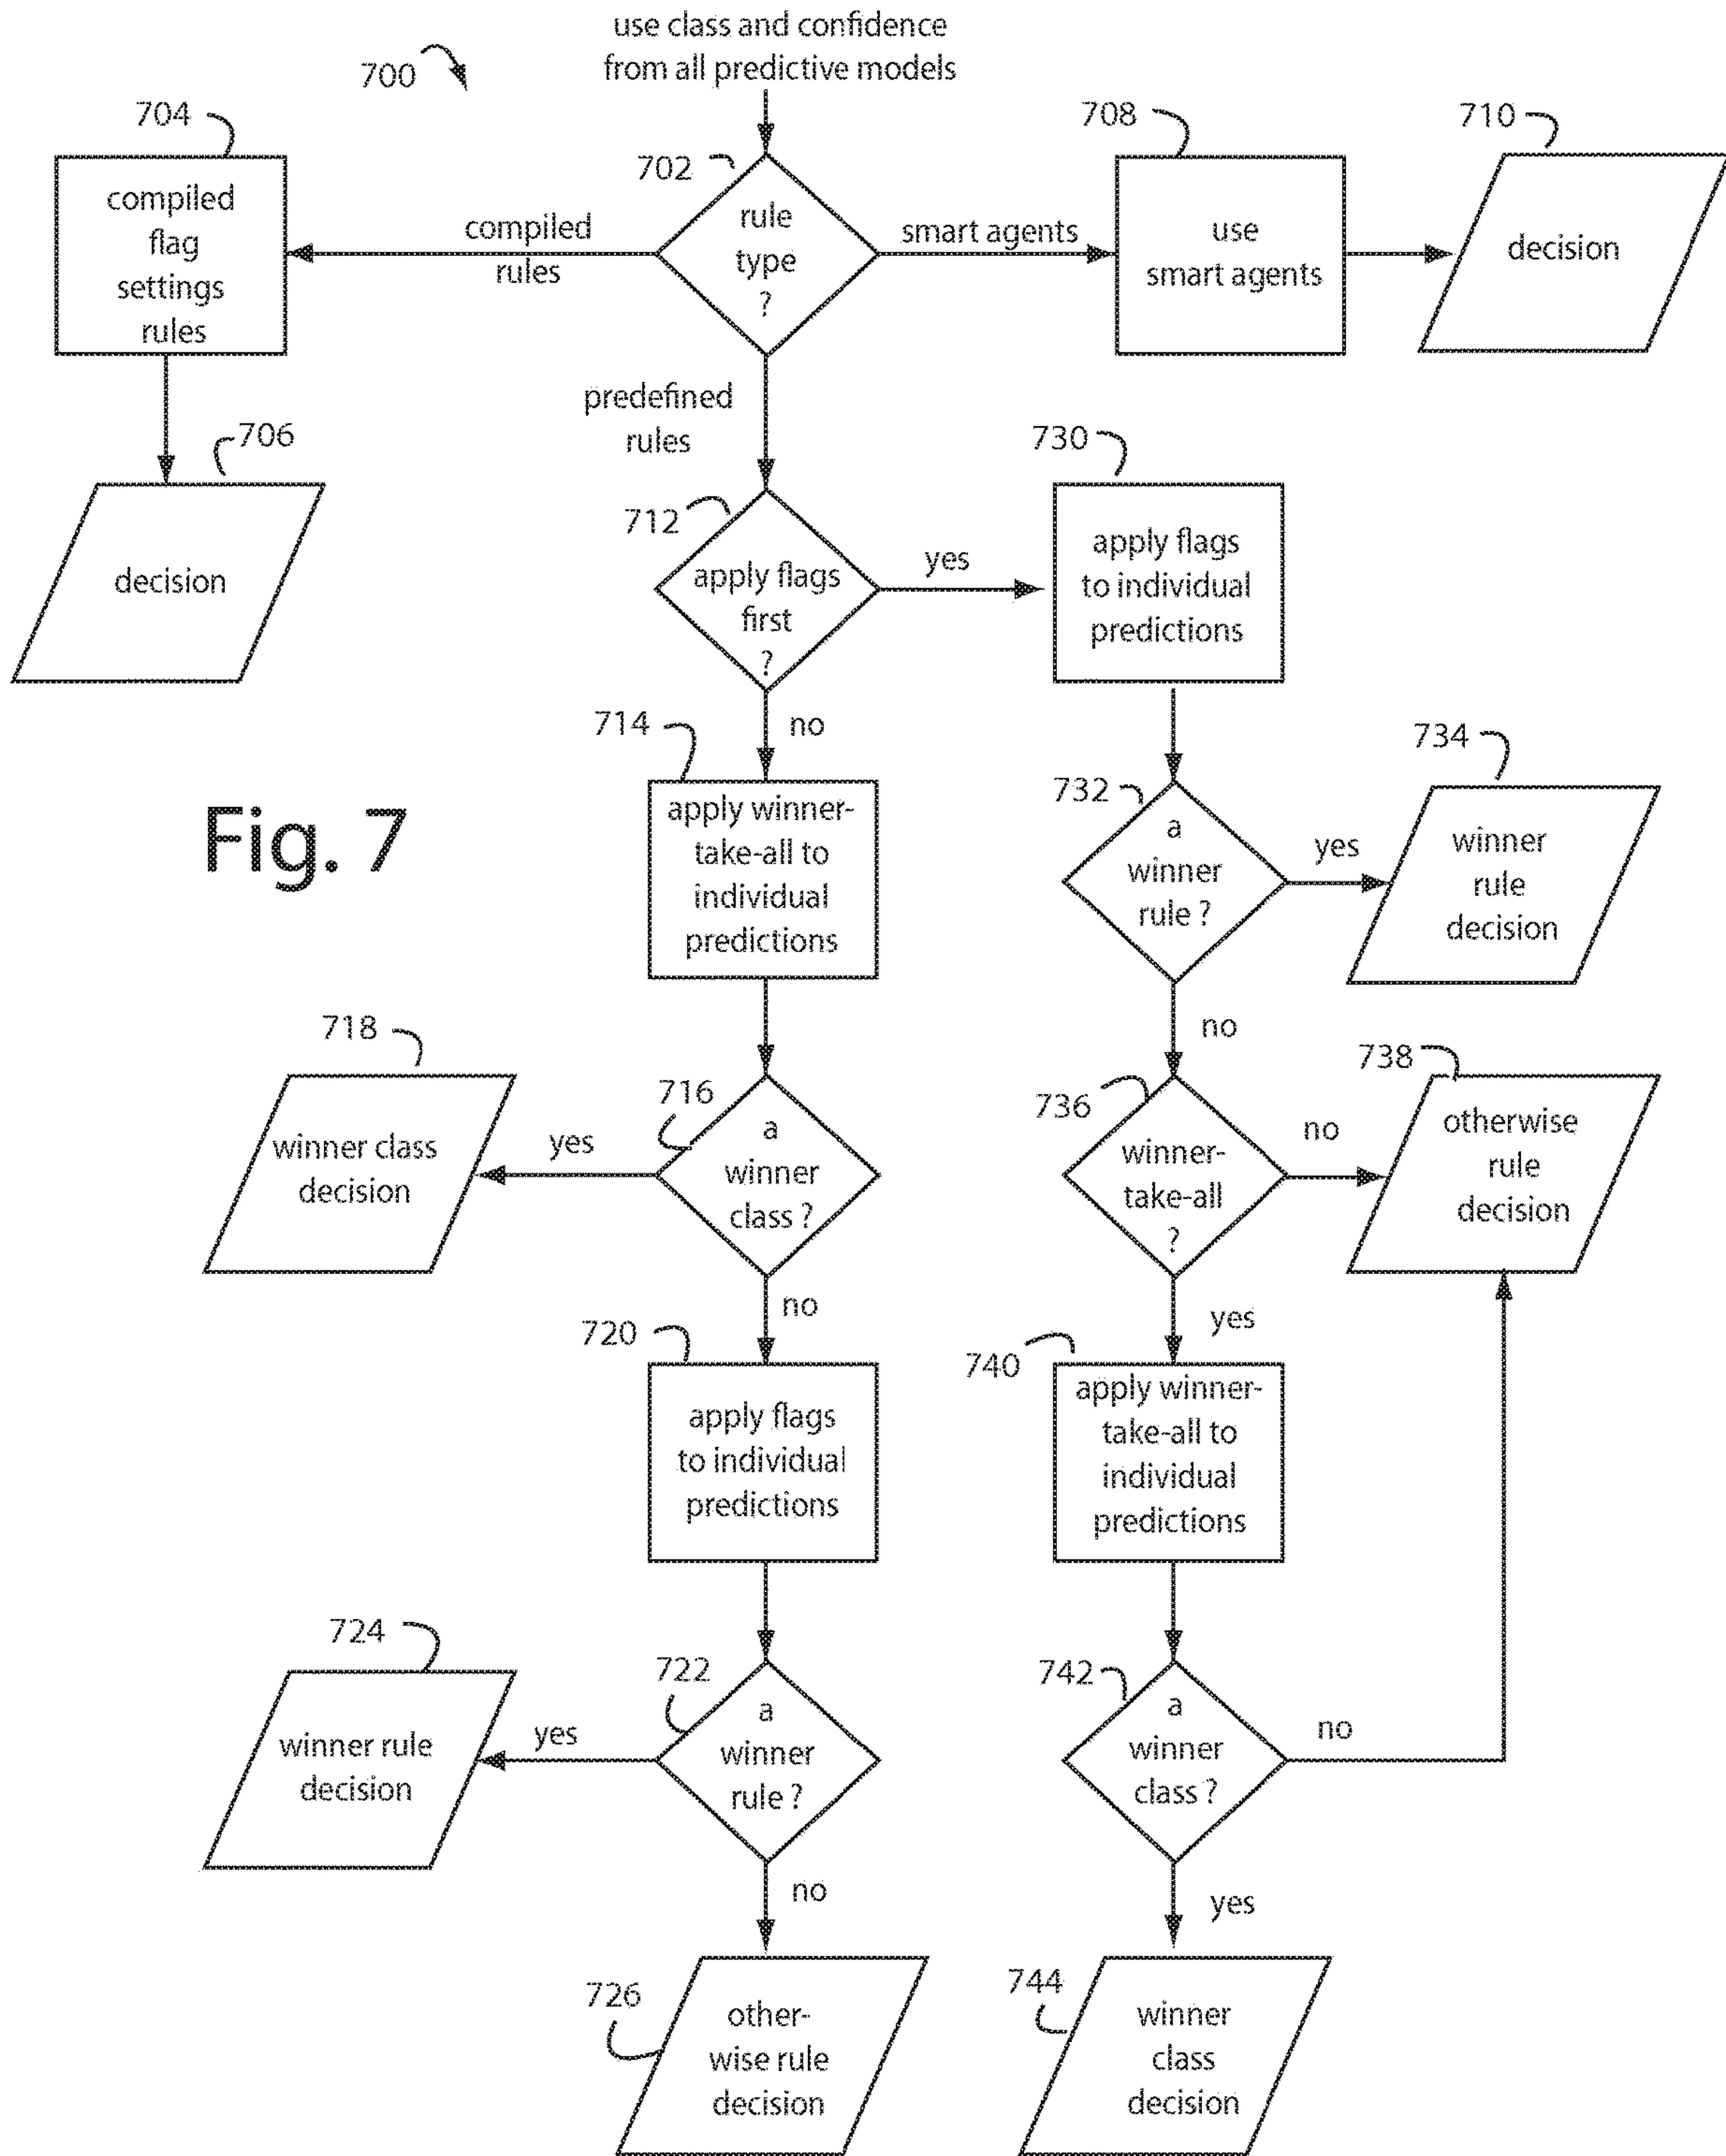 use class and confidence
from all predictive models
700
704
compiled
flag
settings
rules
702
rule
type
?
compiled
rules
smart agents
708
use
smart agents
710
decision
706
decision
predefined
rules
712
apply flags
first
?
yes
730
apply flags
to individual
predictions
no
714
apply winner-
take-all to
individual
predictions
Fig. 7
732
a
winner
rule ?
yes
734
winner
rule
decision
no
718
winner class
decision
yes
716
a
winner
class ?
736
winner-
take-all
?
no
738
otherwise
rule
decision
no
yes
720
apply flags
to individual
predictions
740
apply winner-
take-all to
individual
predictions
724
winner rule
decision
yes
722
a
winner
rule ?
742
a
winner
class ?
no
no
yes
726
other-
wise rule
decision
744
winner
class
decision